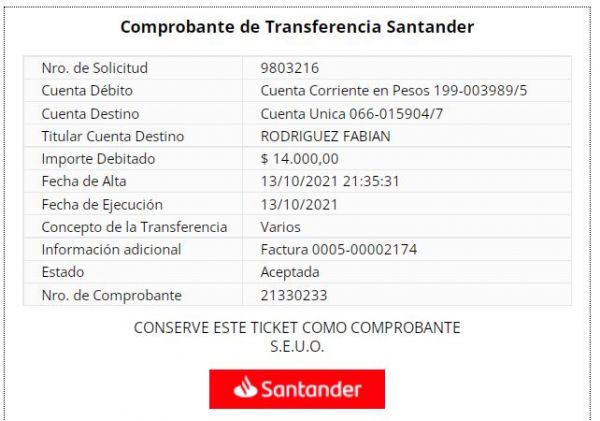 Comprobante de Transferencia Santander
Nro. de Solicitud 9803216
Cuenta Débito Cuenta Corriente en Pesos 199-003989/5
Cuenta Destino Cuenta Unica 066-015904/7
Titular Cuenta Destino RODRIGUEZ FABIAN
Importe Debitado $ 14.000,00
Fecha de Alta 13/10/2021 21:35:31
Fecha de Ejecución 13/10/2021
Concepto de la Transferencia Varios
Información adicional Factura 0005-00002174
Estado Aceptada
Nro. de Comprobante 21330233
CONSERVE ESTE TICKET COMO COMPROBANTE
S.E.U.O.
Santander